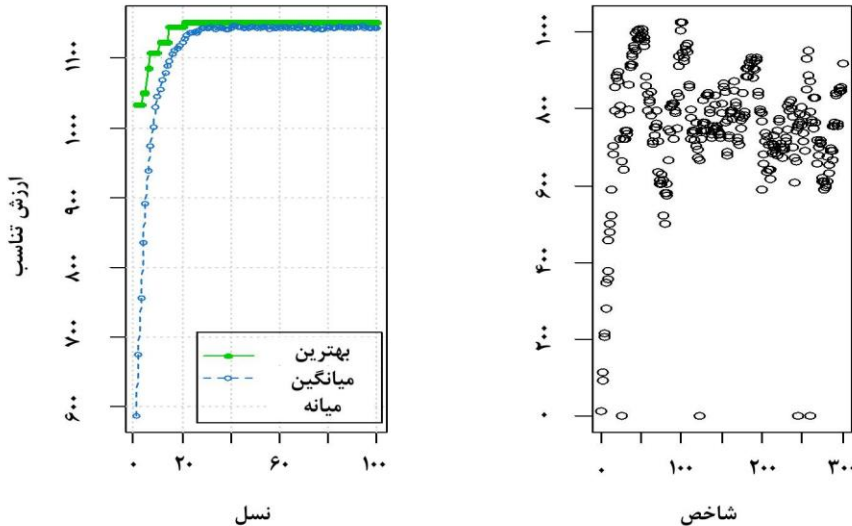 ارزش تناسب
۱۱۰۰
۱۰۰۰
۹۰۰
۸۰۰
۷۰۰
۶۰۰
بهترین
میانگین
میانه
۰ ۲۰ ۶۰ ۱۰۰
نسل
۱۰۰۰
۸۰۰
۶۰۰
۴۰۰
۲۰۰
۰
۰ ۱۰۰ ۲۰۰ ۳۰۰
شاخص